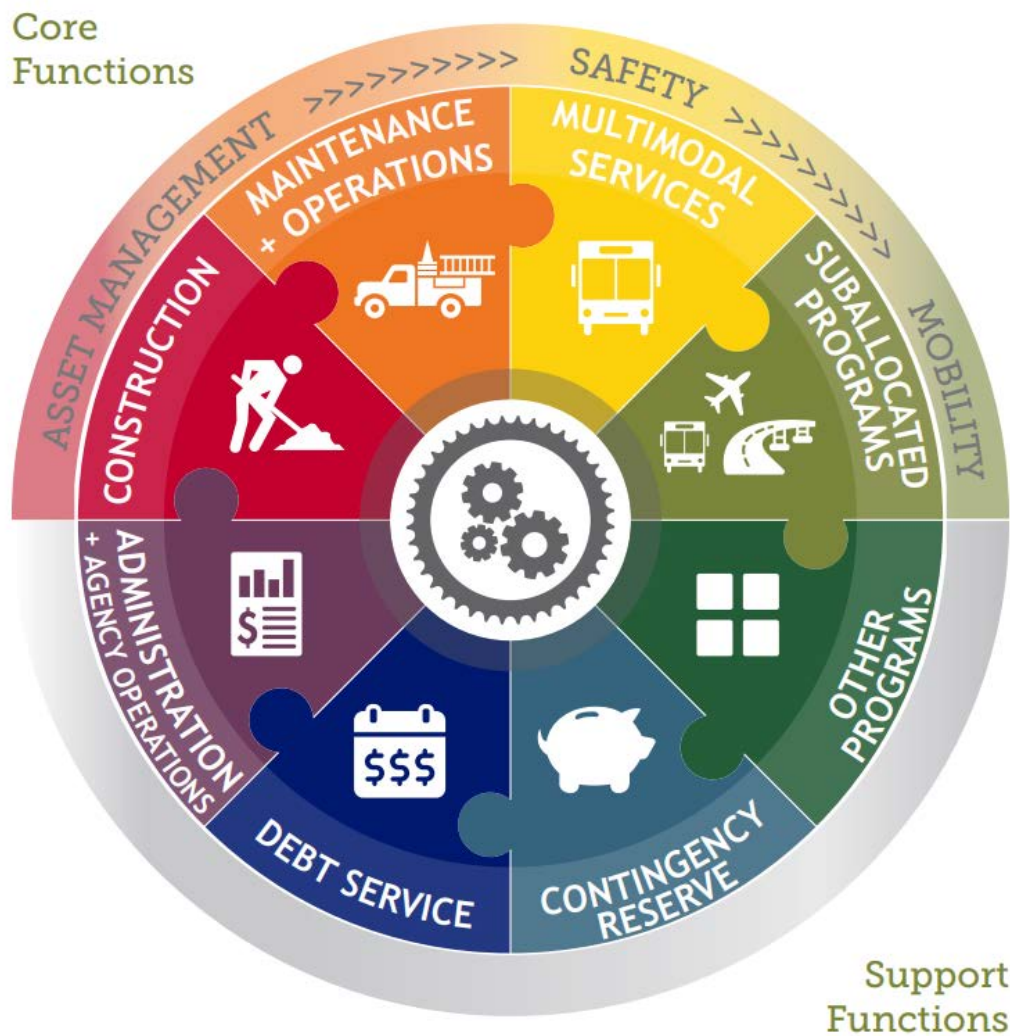 Core
Functions
ASSET MANAGEMENT >>>>>>>>>> SAFETY >>>>>>>>>> MOBILITY
MAINTENANCE
+ OPERATIONS
MULTIMODAL
SERVICES
SUBALLOCATED
PROGRAMS
CONSTRUCTION
ADMINISTRATION
+ AGENCY OPERATIONS
$
OTHER
PROGRAMS
$$$
DEBT SERVICE
CONTINGENCY
RESERVE
Support
Functions